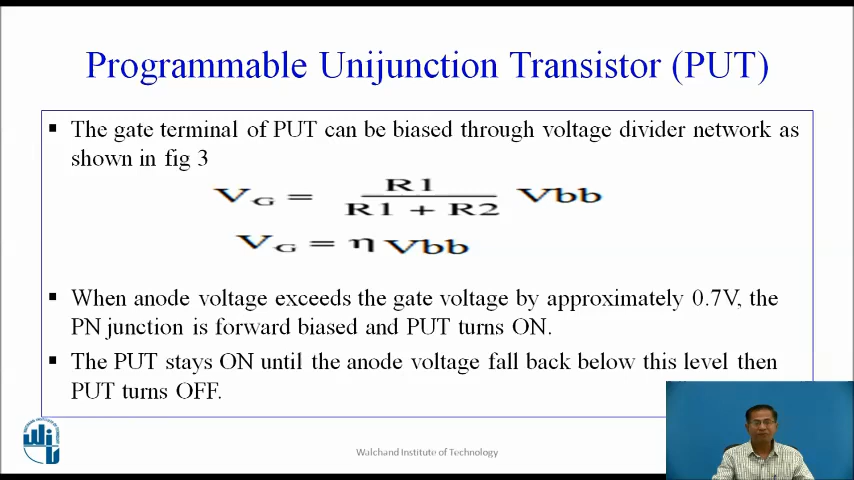 Programmable Unijunction Transistor (PUT)
▪ The gate terminal of PUT can be biased through voltage divider network as
shown in fig 3
V_G = R1 / (R1 + R2) Vbb
V_G = η Vbb
▪ When anode voltage exceeds the gate voltage by approximately 0.7V, the
PN junction is forward biased and PUT turns ON.
▪ The PUT stays ON until the anode voltage fall back below this level then
PUT turns OFF.
Walchand Institute of Technology